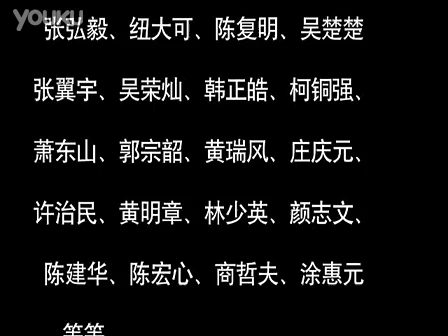 YOUKU
张弘毅、纽大可、陈复明、吴楚楚
张翼宇、吴荣灿、韩正皓、柯铜强、
萧东山、郭宗韶、黄瑞风、庄庆元、
许治民、黄明章、林少英、颜志文、
陈建华、陈宏心、商哲夫、涂惠元
等等